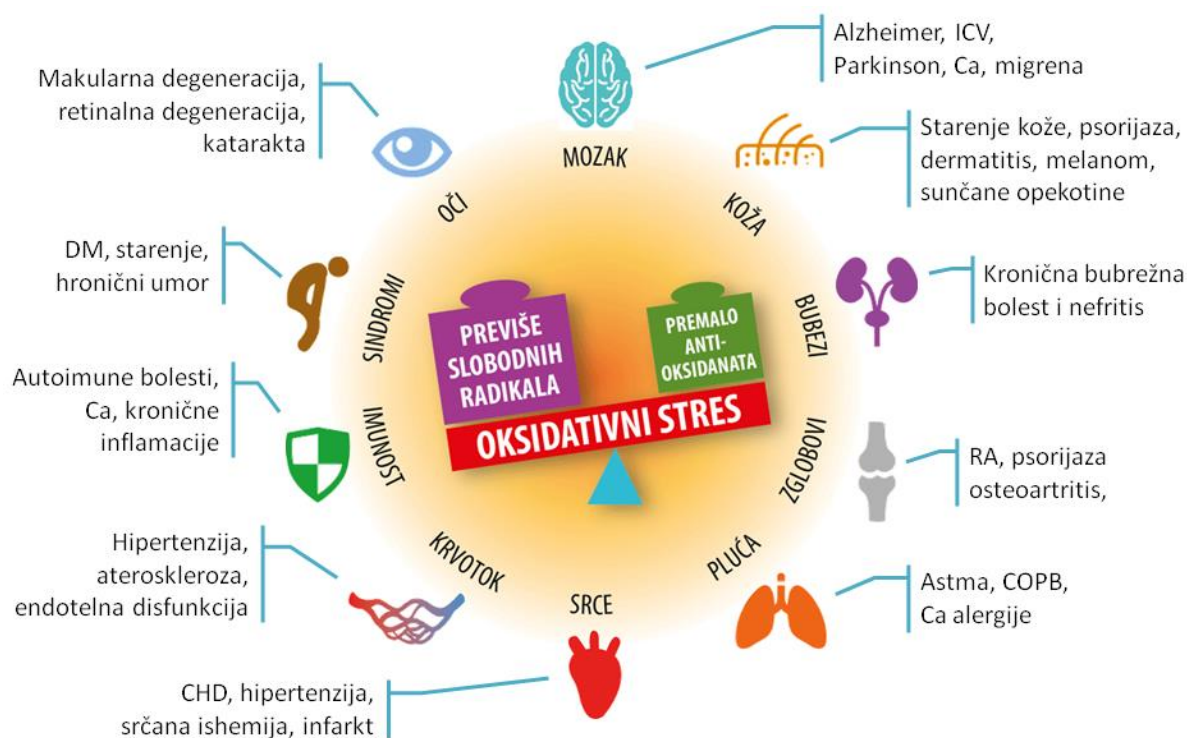 Alzheimer, ICV,
Parkinson, Ca, migrena
MOZAK
Starenje kože, psorijaza,
dermatitis, melanom,
sunčane opekotine
KOŽA
Kronična bubrežna
bolest i nefritis
BUBEZI
RA, psorijaza
osteoartritis,
ZGLOBOVI
Astma, COPB,
Ca alergije
PLUĆA
SRCE
CHD, hipertenzija,
srčana ishemija, infarkt
KRVOTOK
Hipertenzija,
ateroskleroza,
endotelna disfunkcija
IMUNOST
Autoimune bolesti,
Ca, kronične
inflamacije
SINDROMI
DM, starenje,
hronični umor
OČI
Makularna degeneracija,
retinalna degeneracija,
katarakta
PREVIŠE
SLOBODNIH
RADIKALA
PREMALO
ANTI-
OKSIDANATA
OKSIDATIVNI STRES